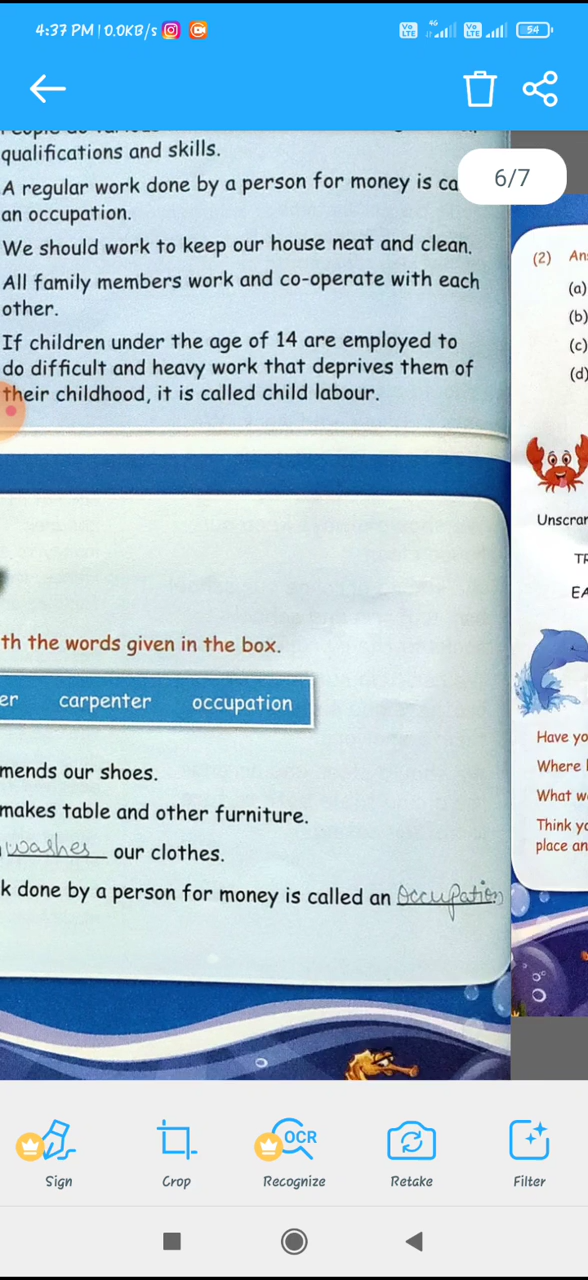 4:37 PM | 0.0KB/s
4G
54
6/7
qualifications and skills.
A regular work done by a person for money is ca
an occupation.
We should work to keep our house neat and clean.
All family members work and co-operate with each
other.
If children under the age of 14 are employed to
do difficult and heavy work that deprives them of
their childhood, it is called child labour.
th the words given in the box.
er carpenter occupation
mends our shoes.
makes table and other furniture.
washes our clothes.
k done by a person for money is called an Occupation
(2) An
(a)
(b)
(c)
(d)
Unscra
TR
EA
Have yo
Where
What w
Think yo
place an
Sign
Crop
OCR
Recognize
Retake
Filter